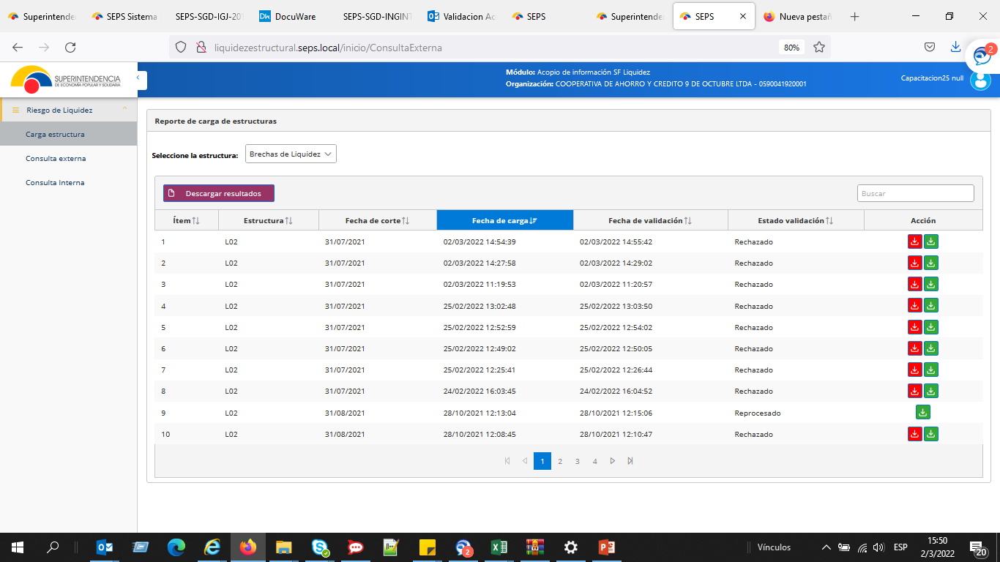 Superintende
SEPS Sistema
SEPS-SGD-IGJ-201
DocuWare
SEPS-SGD-INGINT
Validacion Ac
SEPS
Superintende
SEPS
Nueva pestañ
liquidezestructural.seps.local/inicio/ConsultaExterna
80%
2
SUPERINTENDENCIA
DE ECONOMÍA POPULAR Y SOLIDARIA
Módulo: Acopio de información SF Liquidez
Organización: COOPERATIVA DE AHORRO Y CREDITO 9 DE OCTUBRE LTDA - 0590041920001
Capacitacion25 null
Riesgo de Liquidez
Carga estructura
Consulta externa
Consulta Interna
Reporte de carga de estructuras
Seleccione la estructura: Brechas de Liquidez
Descargar resultados
Buscar
Ítem Estructura Fecha de corte Fecha de carga Fecha de validación Estado validación Acción
1 L02 31/07/2021 02/03/2022 14:54:39 02/03/2022 14:55:42 Rechazado
2 L02 31/07/2021 02/03/2022 14:27:58 02/03/2022 14:29:02 Rechazado
3 L02 31/07/2021 02/03/2022 11:19:53 02/03/2022 11:20:57 Rechazado
4 L02 31/07/2021 25/02/2022 13:02:48 25/02/2022 13:03:50 Rechazado
5 L02 31/07/2021 25/02/2022 12:52:59 25/02/2022 12:54:02 Rechazado
6 L02 31/07/2021 25/02/2022 12:49:02 25/02/2022 12:50:05 Rechazado
7 L02 31/07/2021 25/02/2022 12:25:41 25/02/2022 12:26:44 Rechazado
8 L02 31/07/2021 24/02/2022 16:03:45 24/02/2022 16:04:52 Rechazado
9 L02 31/08/2021 28/10/2021 12:13:04 28/10/2021 12:15:06 Reprocesado
10 L02 31/08/2021 28/10/2021 12:08:45 28/10/2021 12:10:47 Rechazado
1 2 3 4
2
Vínculos
ESP
15:50
2/3/2022
20